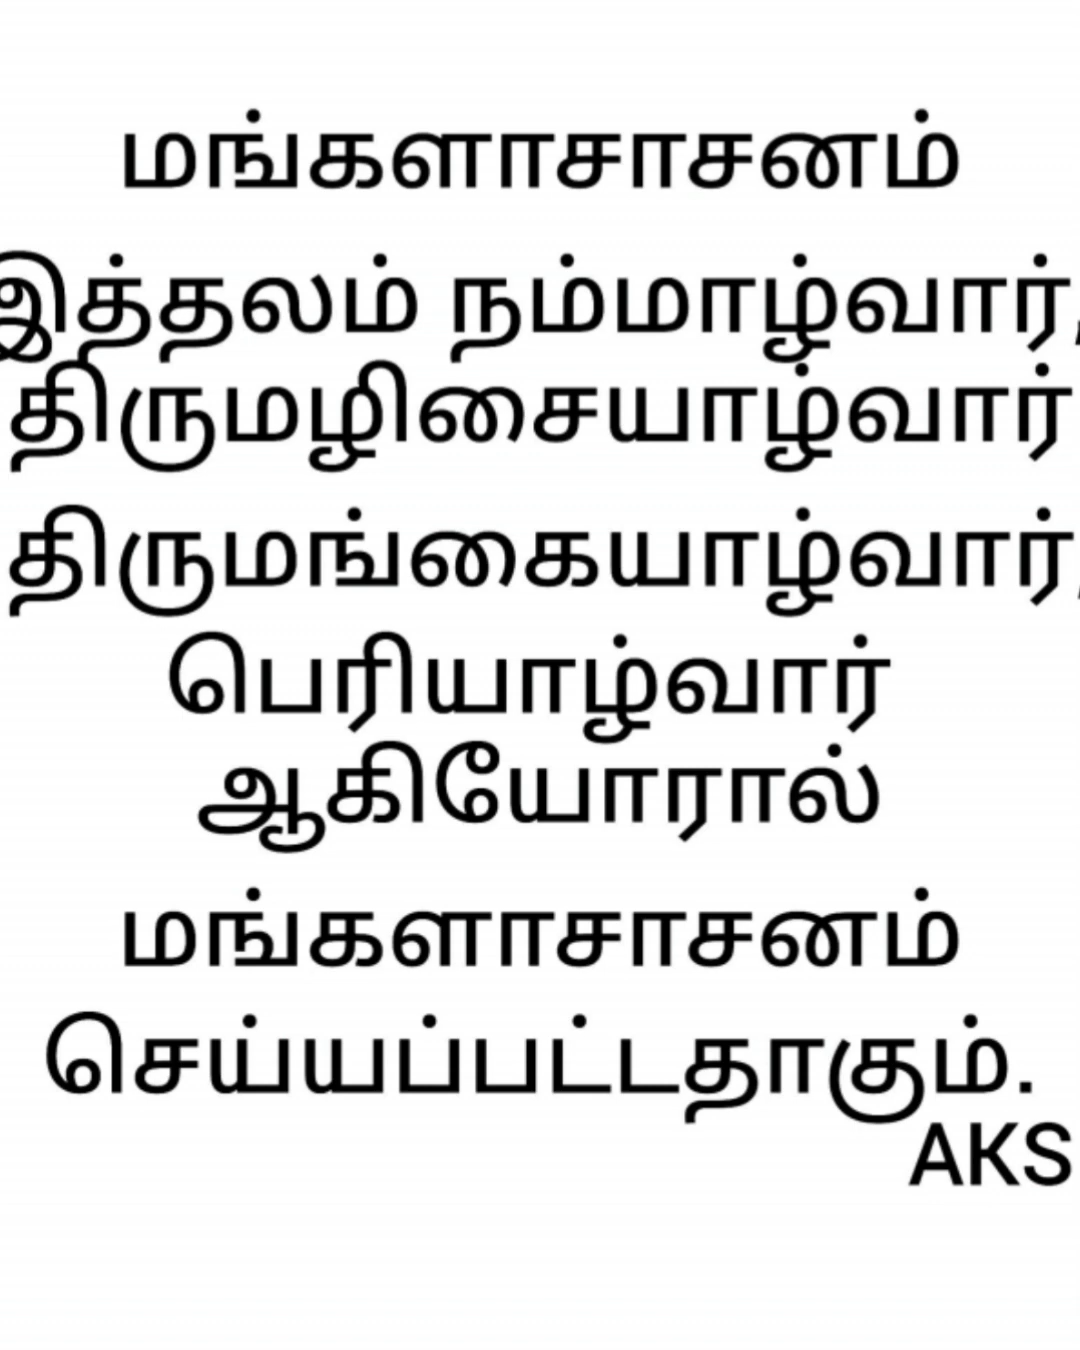 மங்களாசாசனம்
இத்தலம் நம்மாழ்வார்,
திருமழிசையாழ்வார்
திருமங்கையாழ்வார்,
பெரியாழ்வார்
ஆகியோரால்
மங்களாசாசனம்
செய்யப்பட்டதாகும்.
AKS